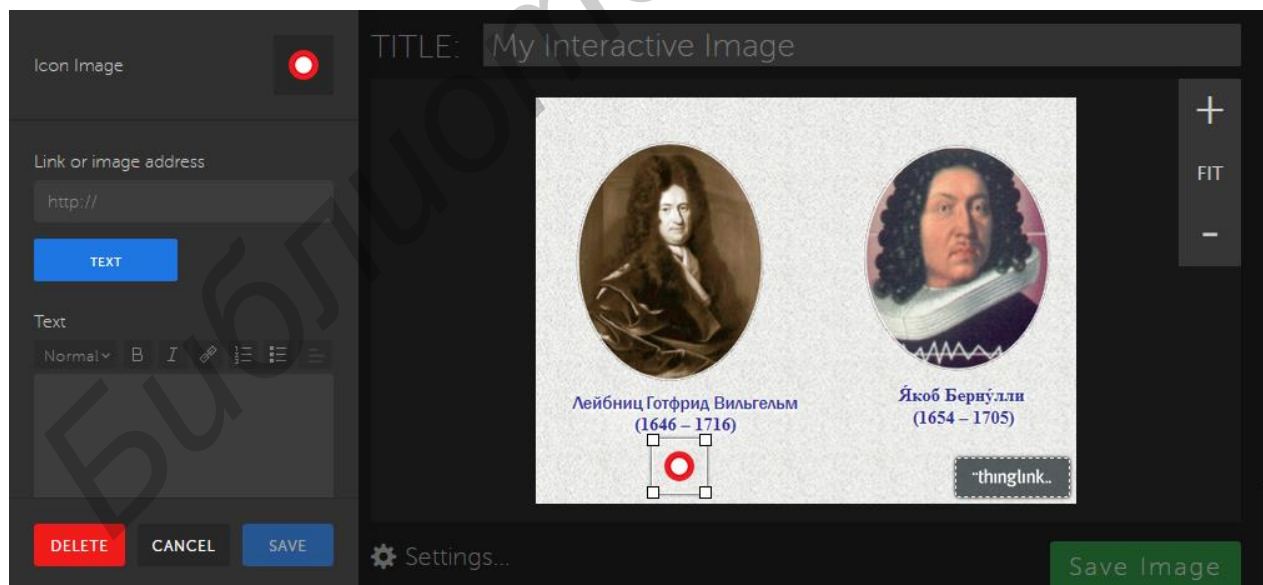 Icon Image
TITLE: My Interactive Image
Link or image address
http://
TEXT
Text
Normal B I
DELETE CANCEL SAVE
+
FIT
-
Лейбниц Готфрид Вильгельм
(1646 – 1716)
Я́коб Берну́лли
(1654 – 1705)
¨thınglınk..
Settings...
Save Image